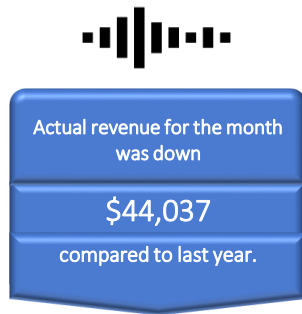 Actual revenue for the month
was down
$44,037
compared to last year.